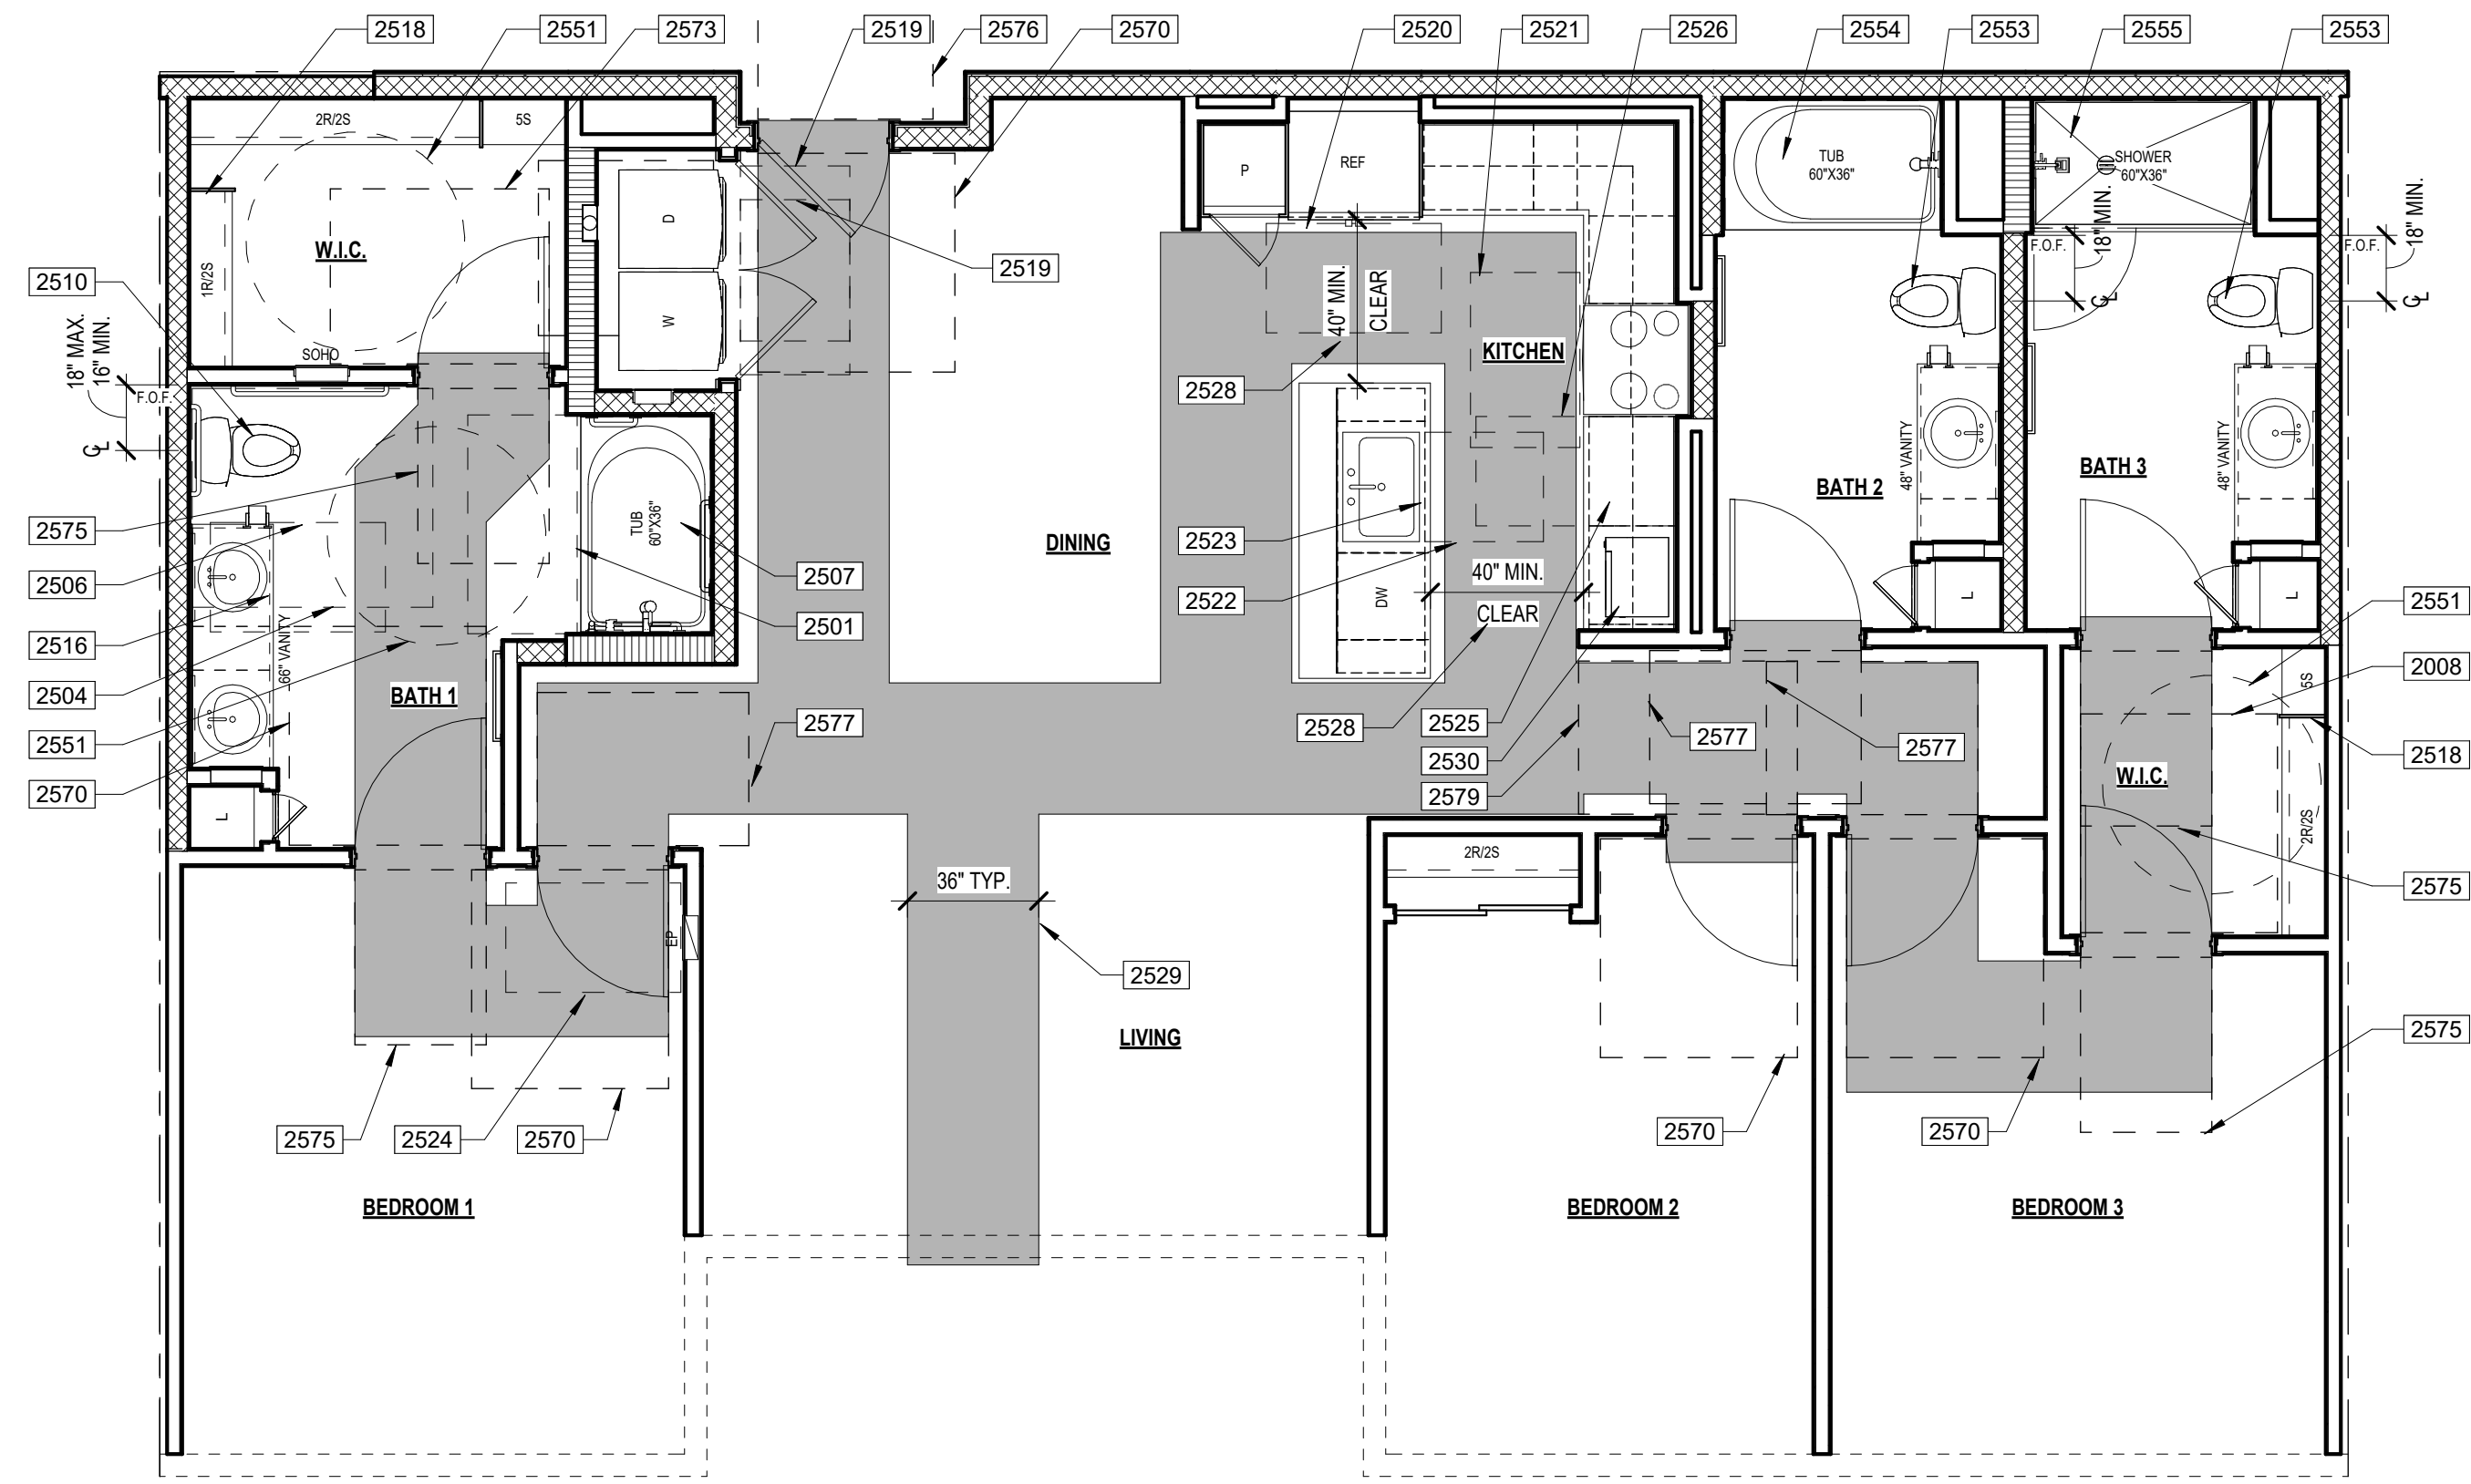 2518
2551
2573
2519
2576
2570
2520
2521
2526
2554
2553
2555
2553
2R/2S
5S
1R/2S
W.I.C.
SOHO
D
W
2519
P
REF
TUB
60"X36"
SHOWER
60"X36"
18" MIN.
F.O.F.
℄
18" MIN.
F.O.F.
℄
2510
18" MAX.
16" MIN.
F.O.F.
℄
40" MIN.
CLEAR
KITCHEN
2528
48" VANITY
BATH 2
48" VANITY
BATH 3
2575
2506
2516
2504
2551
2570
TUB
60"X36"
2507
2501
66" VANITY
BATH 1
L
DINING
2523
2522
40" MIN.
CLEAR
DW
2528
2525
2530
2579
2577
2577
2577
L
L
2551
2008
2518
5S
W.I.C.
2R/2S
2575
2R/2S
36" TYP.
EP
2529
LIVING
2575
2575
2524
2570
2570
2570
BEDROOM 1
BEDROOM 2
BEDROOM 3